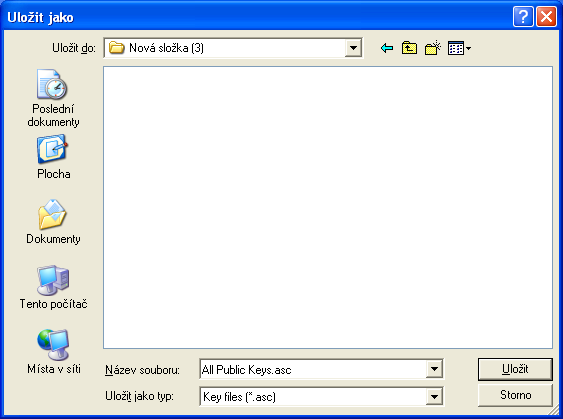 Uložit jako
Uložit do: Nová složka (3)
Poslední
dokumenty
Plocha
Dokumenty
Tento počítač
Místa v síti
Název souboru: All Public Keys.asc Uložit
Uložit jako typ: Key files (*.asc) Storno